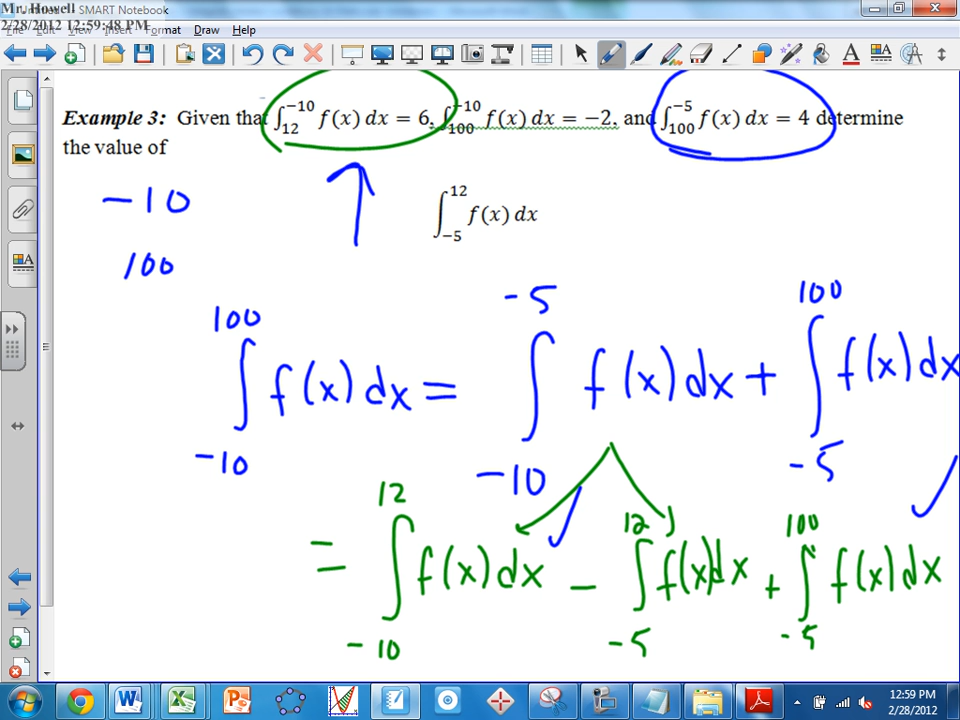 Mr. Howell
SMART Notebook
2/28/2012 12:59:48 PM
File Edit View Insert Format Draw Help
Example 3: Given that ∫_{12}^{−10} f(x) dx = 6, ∫_{100}^{−10} f(x) dx = −2, and ∫_{100}^{−5} f(x) dx = 4 determine
the value of
∫_{−5}^{12} f(x) dx
−10
100
∫_{−10}^{100} f(x) dx = ∫_{−10}^{−5} f(x) dx + ∫_{−5}^{100} f(x) dx
= ∫_{−10}^{12} f(x) dx − ∫_{−5}^{12} f(x) dx + ∫_{−5}^{100} f(x) dx
12:59 PM
2/28/2012